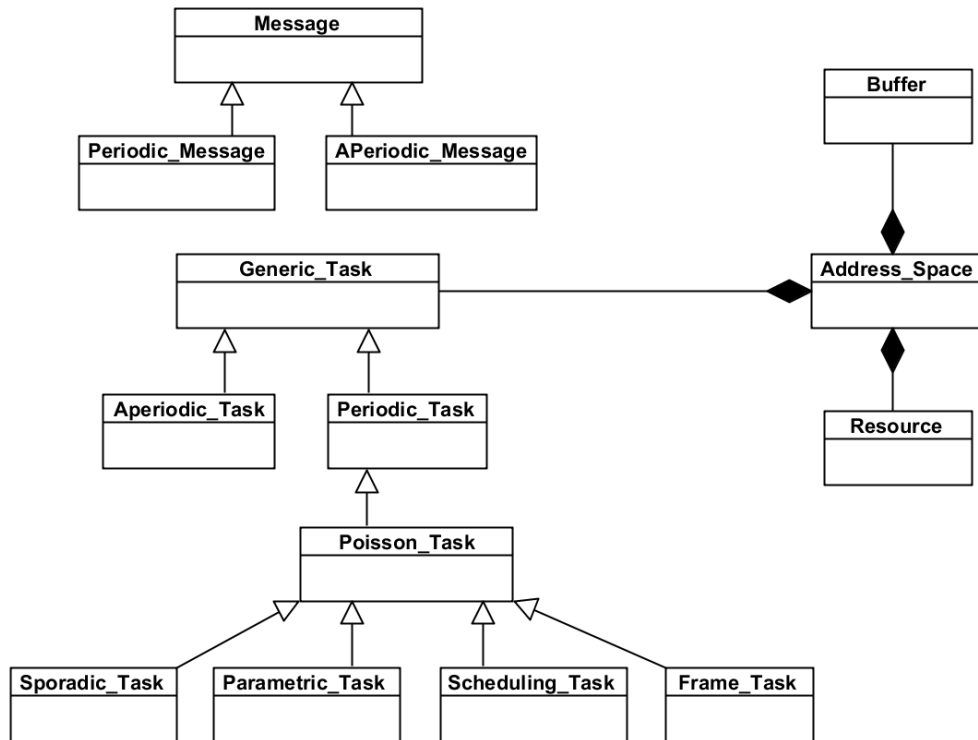 Message
Buffer
Periodic_Message
APeriodic_Message
Generic_Task
Address_Space
Aperiodic_Task
Periodic_Task
Resource
Poisson_Task
Sporadic_Task
Parametric_Task
Scheduling_Task
Frame_Task